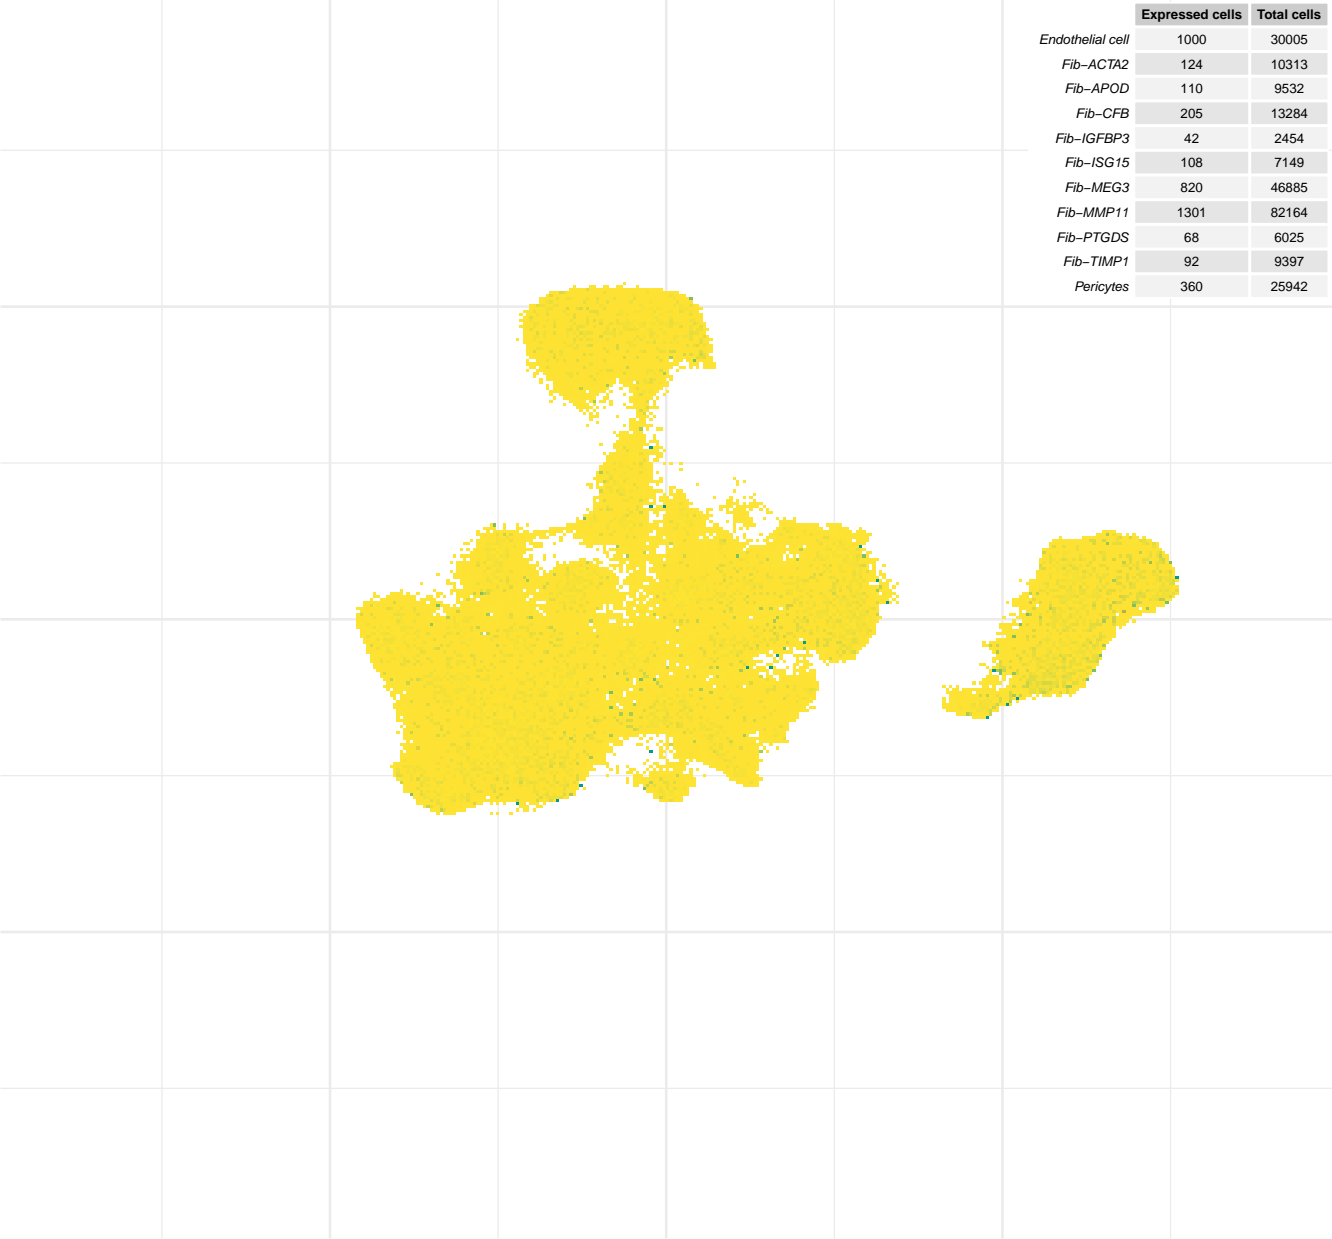 Expressed cells Total cells
Endothelial cell 1000 30005
Fib−ACTA2 124 10313
Fib−APOD 110 9532
Fib−CFB 205 13284
Fib−IGFBP3 42 2454
Fib−ISG15 108 7149
Fib−MEG3 820 46885
Fib−MMP11 1301 82164
Fib−PTGDS 68 6025
Fib−TIMP1 92 9397
Pericytes 360 25942